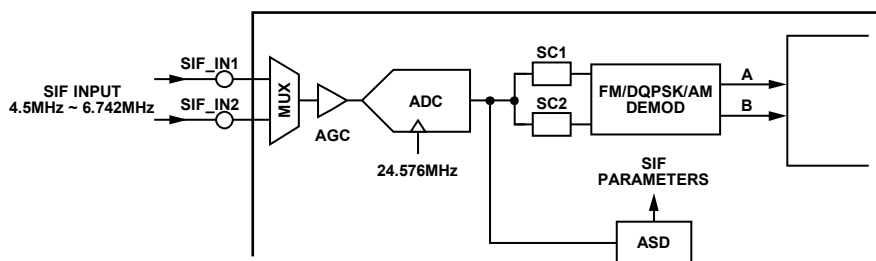 SIF INPUT
4.5MHz ~ 6.742MHz
SIF_IN1
SIF_IN2
MUX
AGC
ADC
24.576MHz
SC1
SC2
FM/DQPSK/AM
DEMOD
A
B
SIF
PARAMETERS
ASD